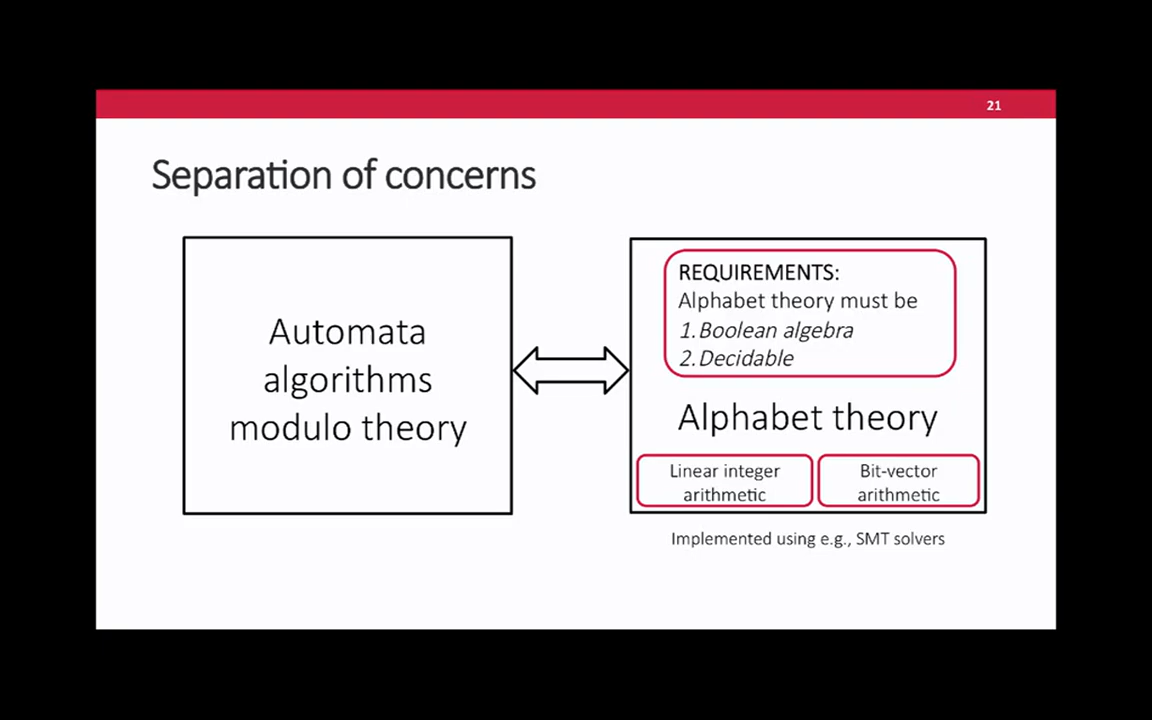 21
Separation of concerns
Automata
algorithms
modulo theory
REQUIREMENTS:
Alphabet theory must be
1. Boolean algebra
2. Decidable
Alphabet theory
Linear integer
arithmetic
Bit-vector
arithmetic
Implemented using e.g., SMT solvers